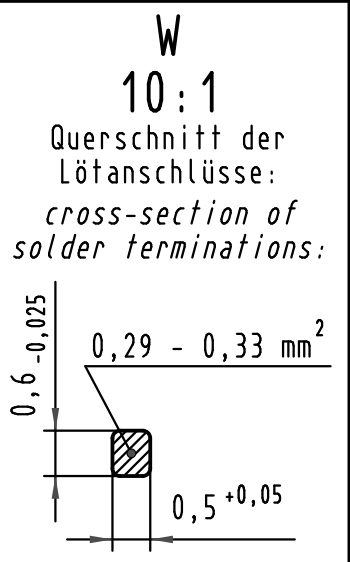 W
10:1
Querschnitt der
Lötanschlüsse:
cross-section of
solder terminations:
0,6 -0,025
0,29 - 0,33 mm²
0,5 +0,05